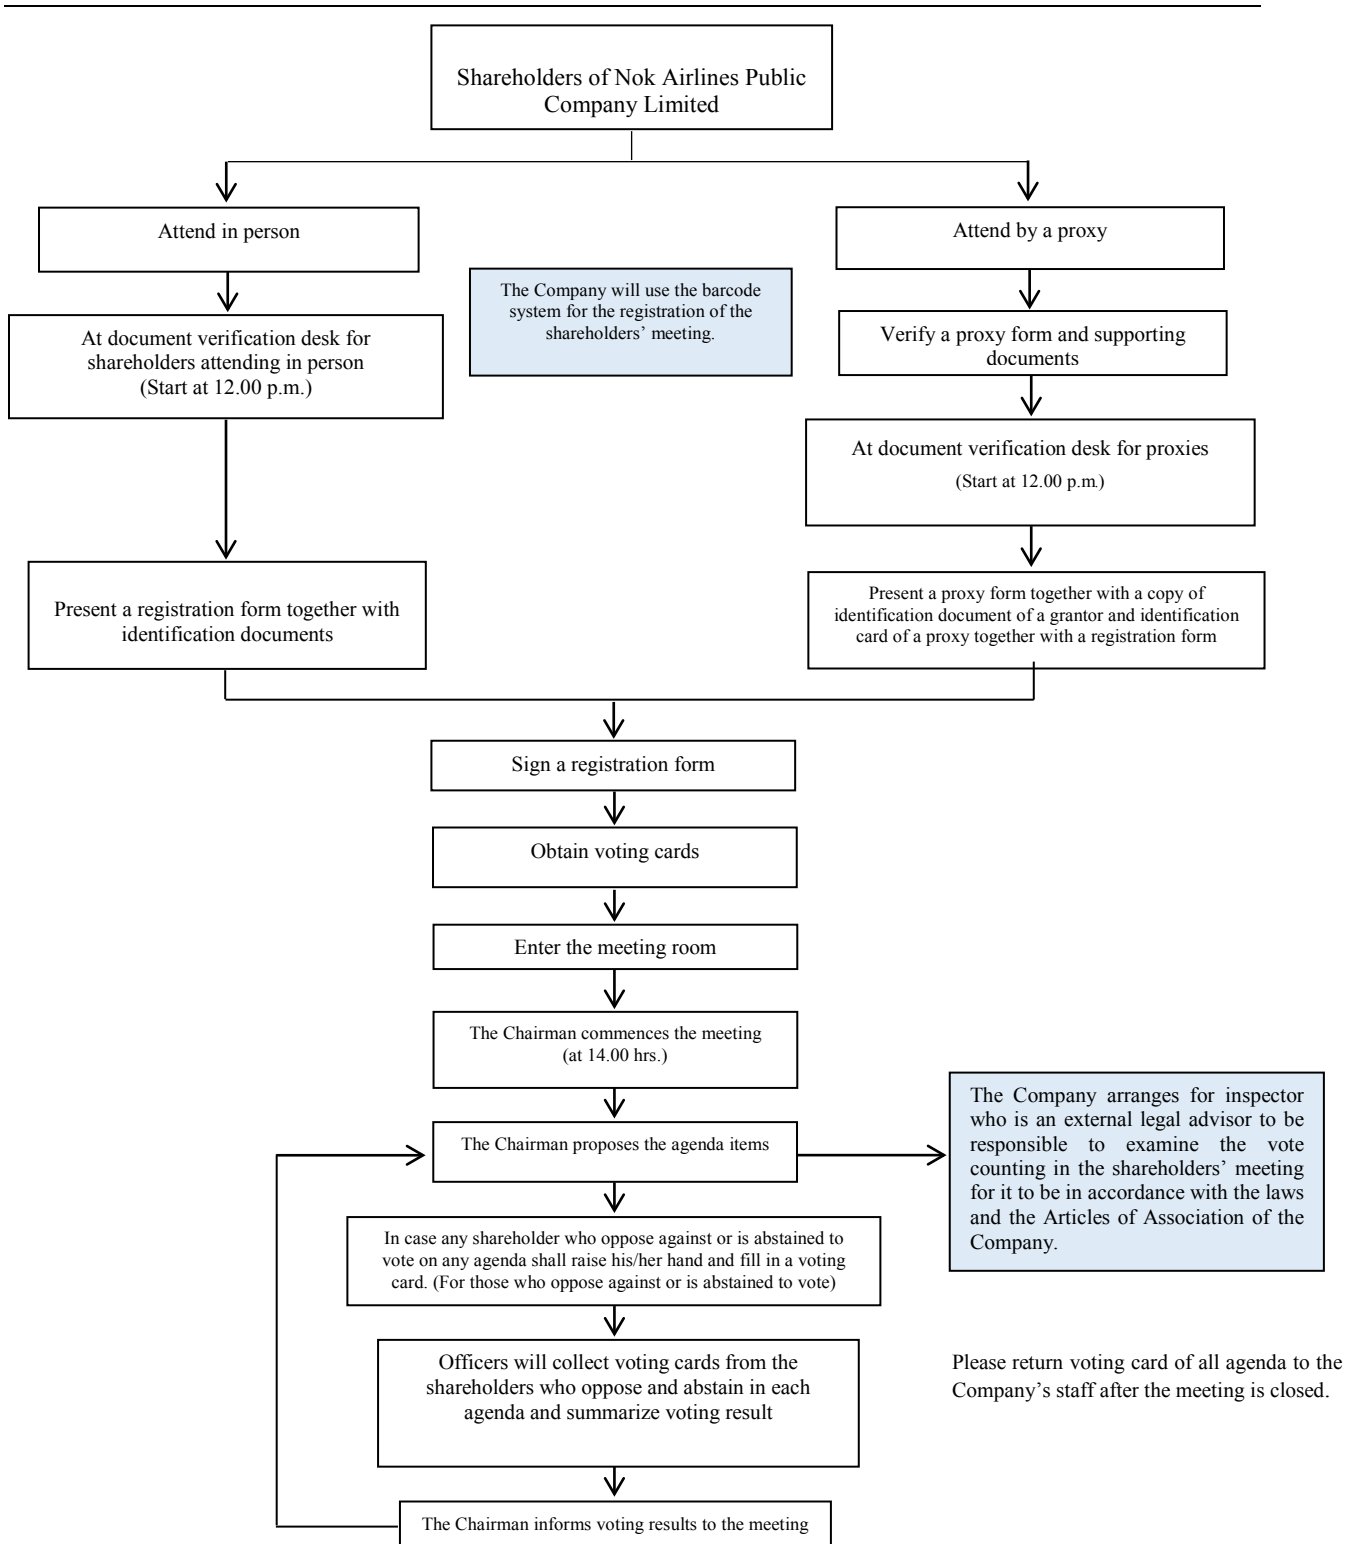 Shareholders of Nok Airlines Public
Company Limited
Attend in person
Attend by a proxy
The Company will use the barcode
system for the registration of the
shareholders’ meeting.
At document verification desk for
shareholders attending in person
(Start at 12.00 p.m.)
Verify a proxy form and supporting
documents
At document verification desk for proxies
(Start at 12.00 p.m.)
Present a registration form together with
identification documents
Present a proxy form together with a copy of
identification document of a grantor and identification
card of a proxy together with a registration form
Sign a registration form
Obtain voting cards
Enter the meeting room
The Chairman commences the meeting
(at 14.00 hrs.)
The Chairman proposes the agenda items
The Company arranges for inspector
who is an external legal advisor to be
responsible to examine the vote
counting in the shareholders’ meeting
for it to be in accordance with the laws
and the Articles of Association of the
Company.
In case any shareholder who oppose against or is abstained to
vote on any agenda shall raise his/her hand and fill in a voting
card. (For those who oppose against or is abstained to vote)
Officers will collect voting cards from the
shareholders who oppose and abstain in each
agenda and summarize voting result
Please return voting card of all agenda to the
Company’s staff after the meeting is closed.
The Chairman informs voting results to the meeting